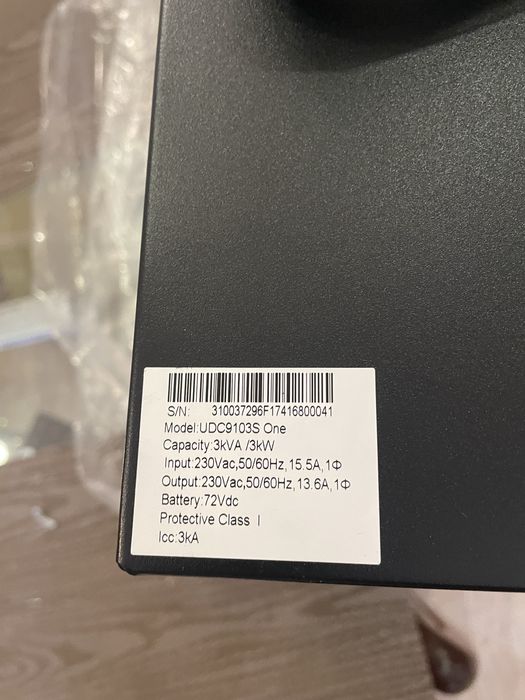 S/N: 310037296F17416800041
Model:UDC9103S One
Capacity:3kVA /3kW
Input:230Vac,50/60Hz,15.5A,1Φ
Output:230Vac,50/60Hz,13.6A,1Φ
Battery:72Vdc
Protective Class I
Icc:3kA